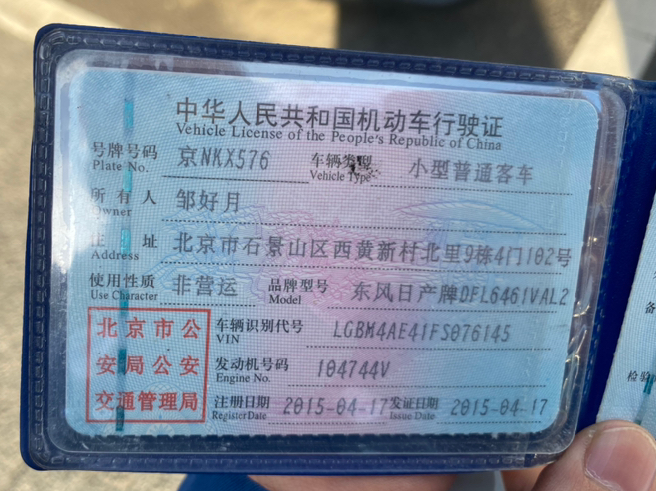 中华人民共和国机动车行驶证
Vehicle License of the People's Republic of China
号牌号码 京NKX576 车辆类型 小型普通客车
Plate No. Vehicle Type
所有人 邹好月
Owner
住址 北京市石景山区西黄新村北里9栋4门102号
Address
使用性质 非营运 品牌型号 东风日产牌DFL6461VAL2
Use Character Model
北京市公
安局公安
交通管理局
车辆识别代号 LGBM4AE41FS076145
VIN
发动机号码 104744V
Engine No.
注册日期 2015-04-17 发证日期 2015-04-17
Register Date Issue Date
备
检验